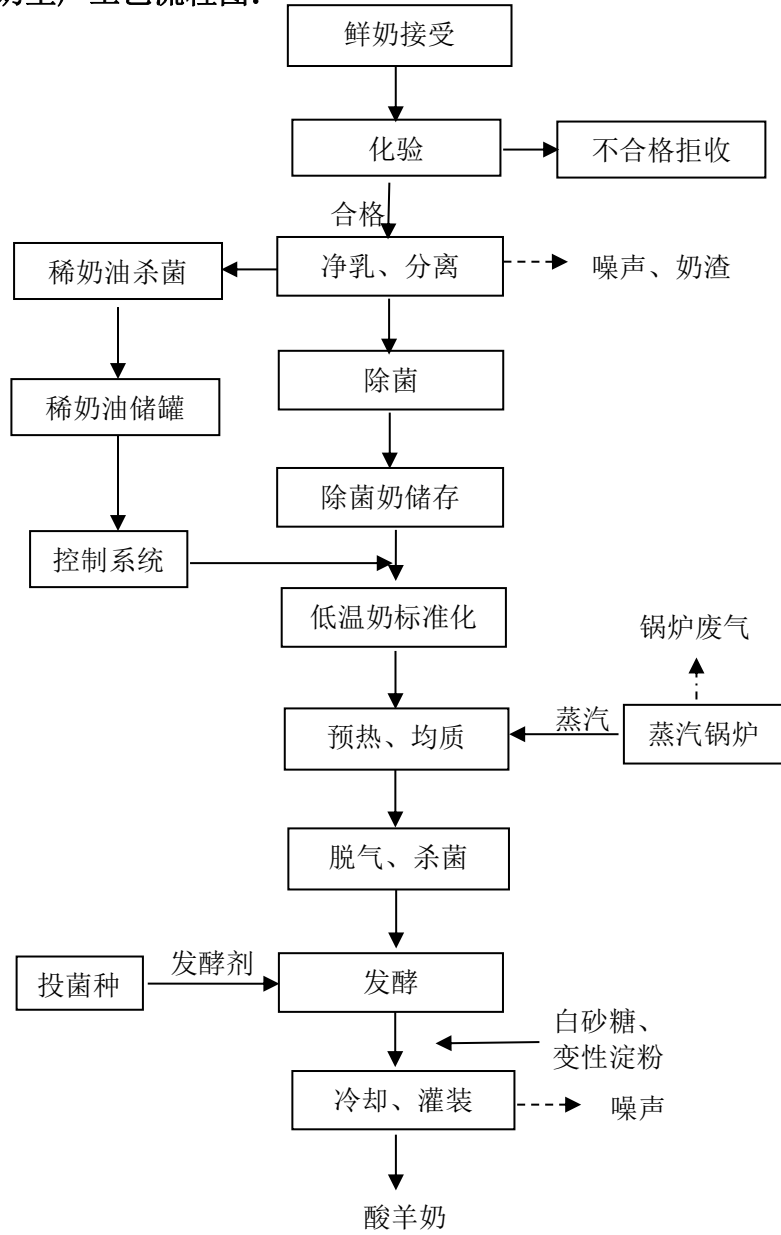 鲜奶接受
化验
不合格拒收
合格
稀奶油杀菌
净乳、分离
噪声、奶渣
除菌
稀奶油储罐
除菌奶储存
控制系统
低温奶标准化
锅炉废气
预热、均质
蒸汽
蒸汽锅炉
脱气、杀菌
投菌种
发酵剂
发酵
白砂糖、
变性淀粉
冷却、灌装
噪声
酸羊奶